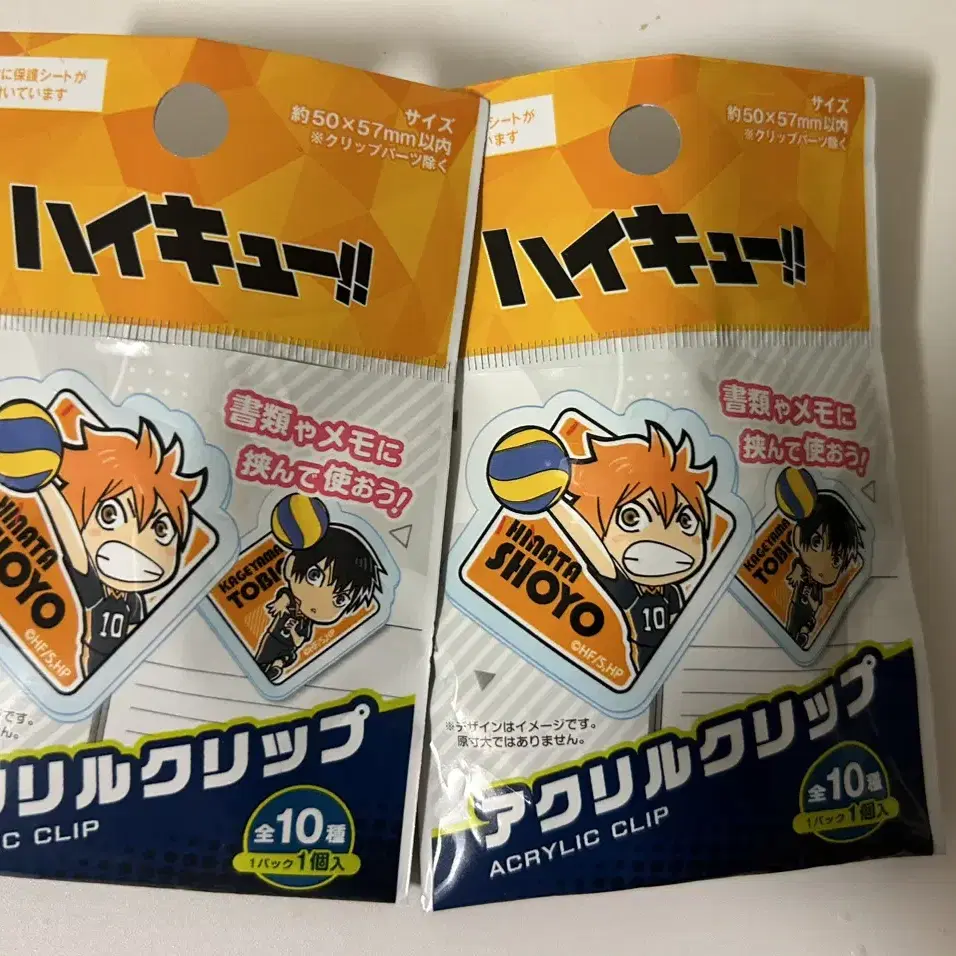 に保護シートが
いています
サイズ
約50×57mm以内
※クリップパーツ除く
ハイキュー!!
書類やメモに
挟んで使おう!
HINATA
SHOYO
10
©HF/S,HP
KAGEYAMA
TOBIO
です。
ん。
リルクリップ
IC CLIP
全10種
1パック1個入
シートが
います
サイズ
約50×57mm以内
※クリップパーツ除く
ハイキュー!!
書類やメモに
挟んで使おう!
HINATA
SHOYO
10
©HF/S,HP
KAGEYAMA
TOBIO
※デザインはイメージです。
原寸大ではありません。
アクリルクリップ
ACRYLIC CLIP
全10種
1パック1個入